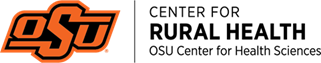 OSU
CENTER FOR
RURAL HEALTH
OSU Center for Health Sciences